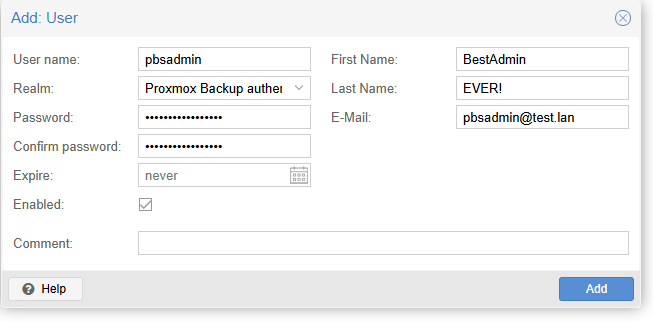 Add: User
User name: pbsadmin First Name: BestAdmin
Realm: Proxmox Backup auther Last Name: EVER!
Password: ••••••••••••••••• E-Mail: pbsadmin@test.lan
Confirm password: •••••••••••••••••
Expire: never
Enabled:
Comment:
Help Add